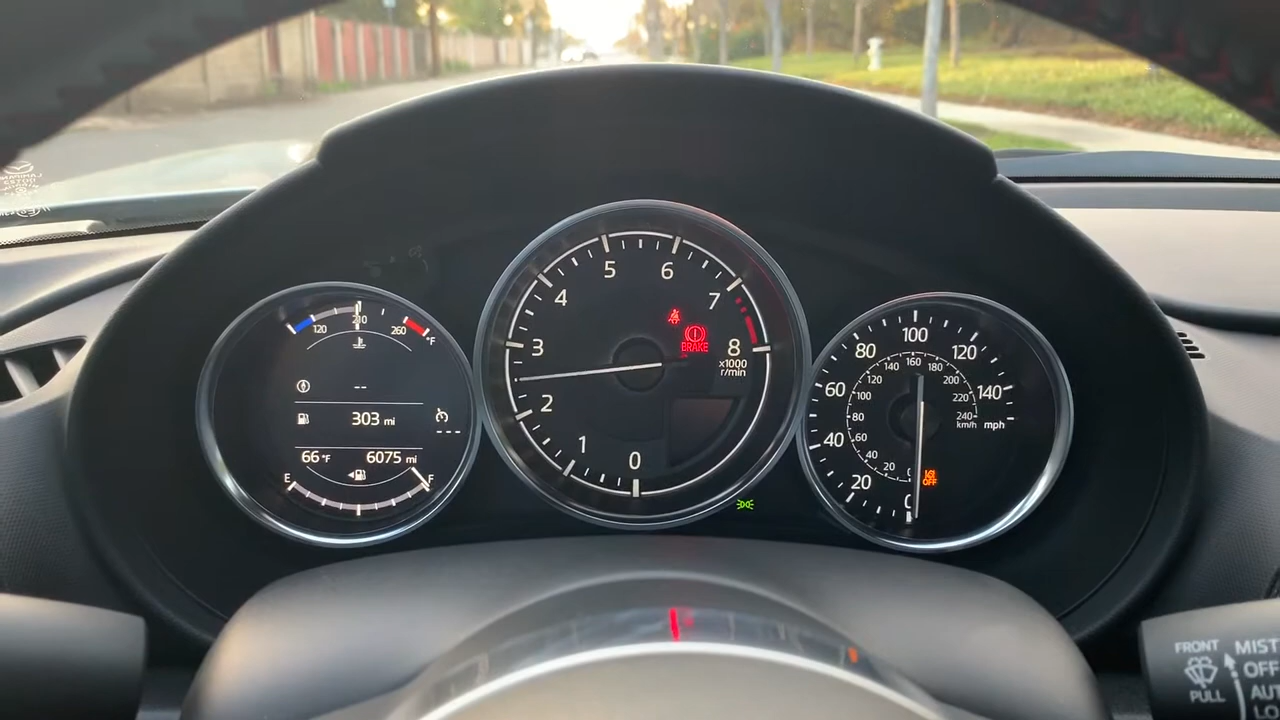 120 210 260 °F
--
303 mi
---
66 °F 6075 mi
E F
0
1
2
3
4
5
6
7
8
x1000
r/min
BRAKE
0
20
40
60
80
100
120
140
mph
20
40
60
80
100
120
140
160
180
200
220
240
km/h
OFF
FRONT
PULL
MIST
OFF
AUT
LO